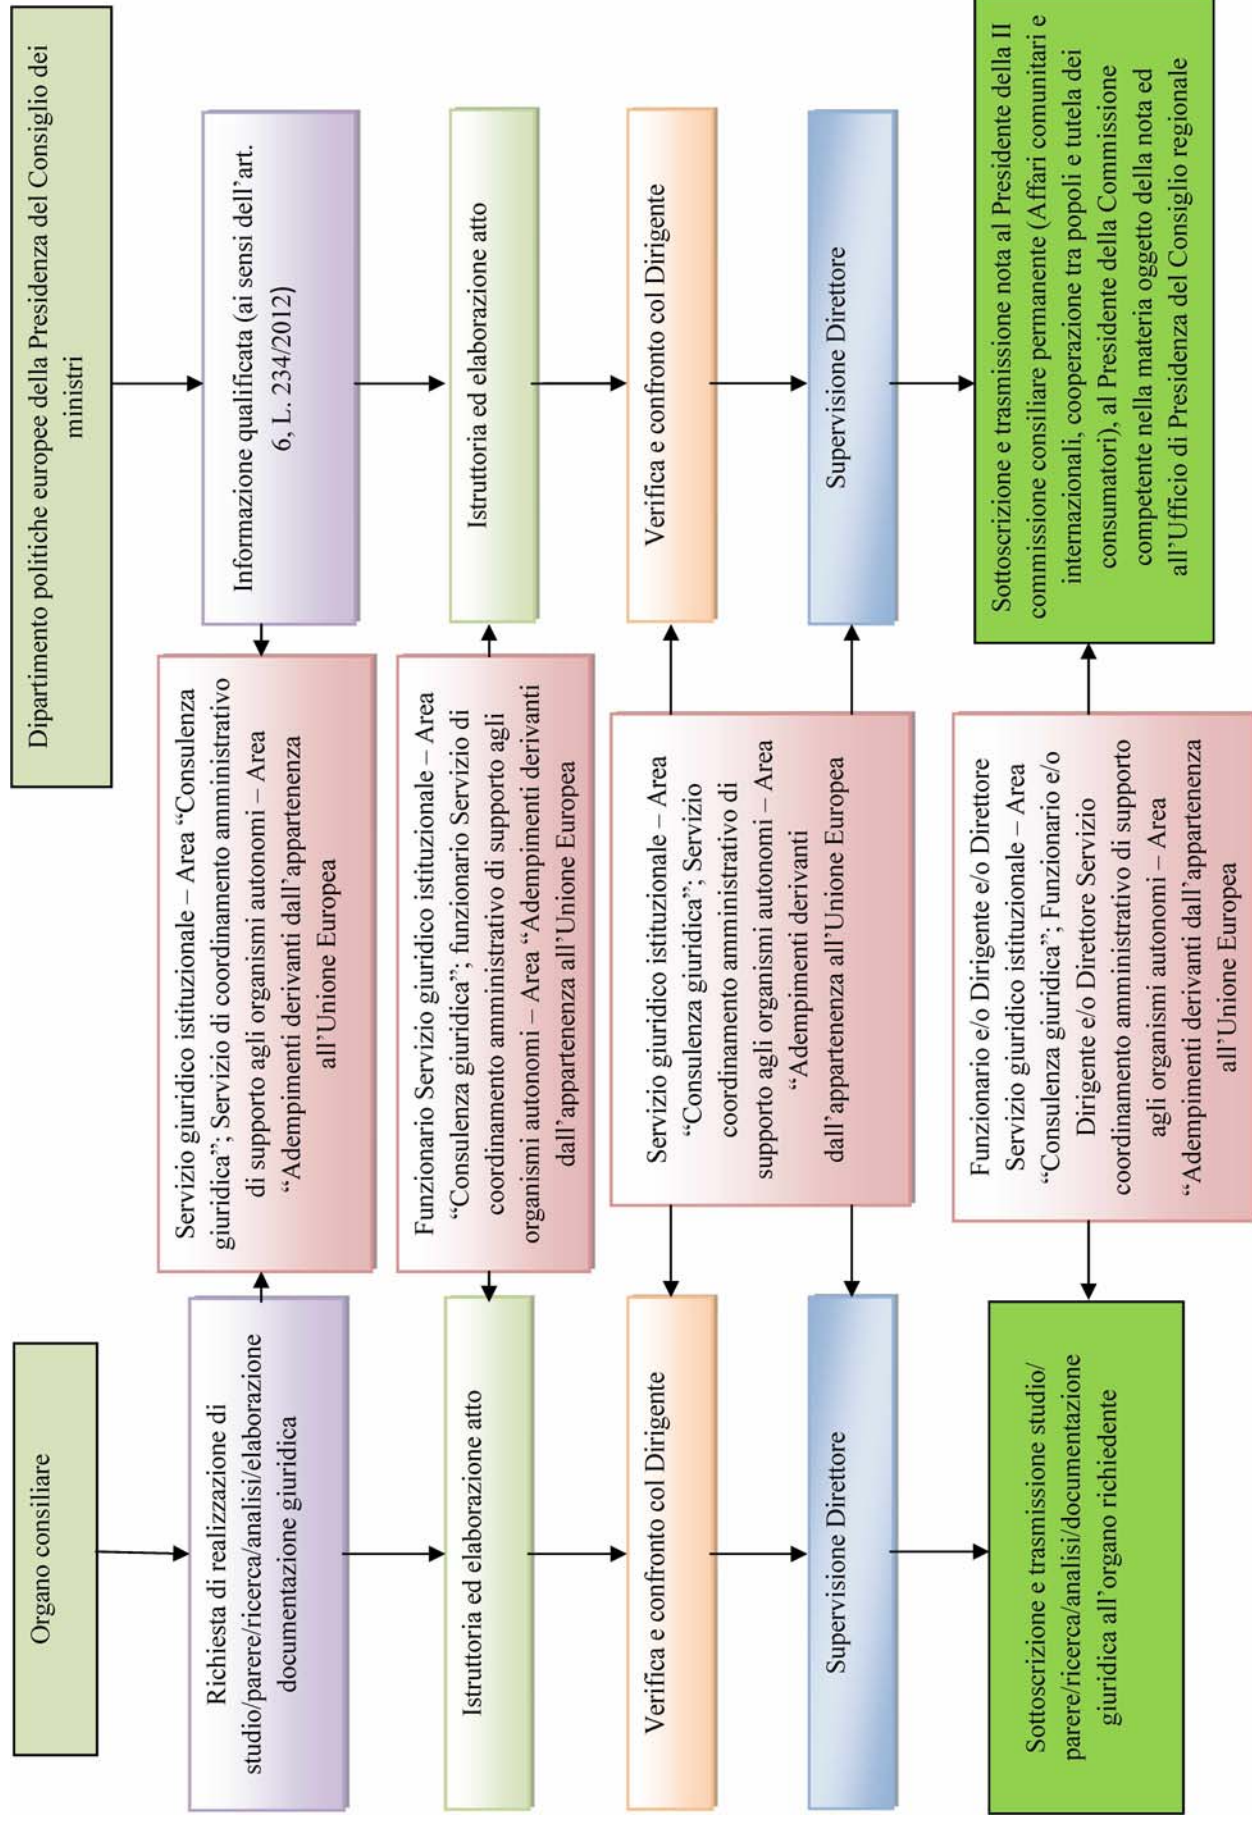 Organo consiliare
Dipartimento politiche europee della Presidenza del Consiglio dei
ministri
Richiesta di realizzazione di
studio/parere/ricerca/analisi/elaborazione
documentazione giuridica
Servizio giuridico istituzionale – Area “Consulenza
giuridica”; Servizio di coordinamento amministrativo
di supporto agli organismi autonomi – Area
“Adempimenti derivanti dall’appartenenza
all’Unione Europea
Informazione qualificata (ai sensi dell’art.
6, L. 234/2012)
Istruttoria ed elaborazione atto
Funzionario Servizio giuridico istituzionale – Area
“Consulenza giuridica”; funzionario Servizio di
coordinamento amministrativo di supporto agli
organismi autonomi – Area “Adempimenti derivanti
dall’appartenenza all’Unione Europea
Istruttoria ed elaborazione atto
Verifica e confronto col Dirigente
Servizio giuridico istituzionale – Area
“Consulenza giuridica”; Servizio
coordinamento amministrativo di
supporto agli organismi autonomi – Area
“Adempimenti derivanti
dall’appartenenza all’Unione Europea
Verifica e confronto col Dirigente
Supervisione Direttore
Supervisione Direttore
Sottoscrizione e trasmissione studio/
parere/ricerca/analisi/documentazione
giuridica all’organo richiedente
Funzionario e/o Dirigente e/o Direttore
Servizio giuridico istituzionale – Area
“Consulenza giuridica”; Funzionario e/o
Dirigente e/o Direttore Servizio
coordinamento amministrativo di supporto
agli organismi autonomi – Area
“Adempimenti derivanti dall’appartenenza
all’Unione Europea
Sottoscrizione e trasmissione nota al Presidente della II
commissione consiliare permanente (Affari comunitari e
internazionali, cooperazione tra popoli e tutela dei
consumatori), al Presidente della Commissione
competente nella materia oggetto della nota ed
all’Ufficio di Presidenza del Consiglio regionale